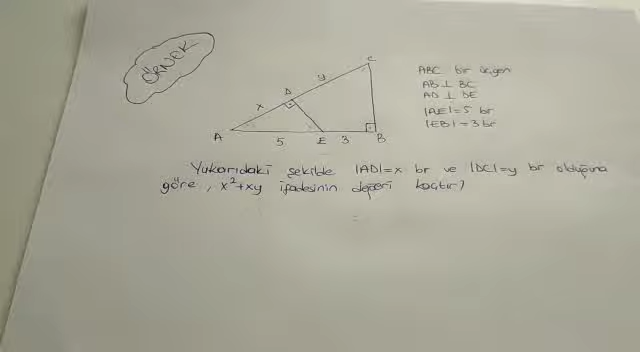 ÖRNEK
C
y
D
x
A
5
E
3
B
ABC bir üçgen
AB ⊥ BC
AD ⊥ DE
|AE|=5 br
|EB|=3 br
Yukarıdaki şekilde |AD|=x br ve |DC|=y br olduğuna
göre, x²+xy ifadesinin değeri kaçtır?